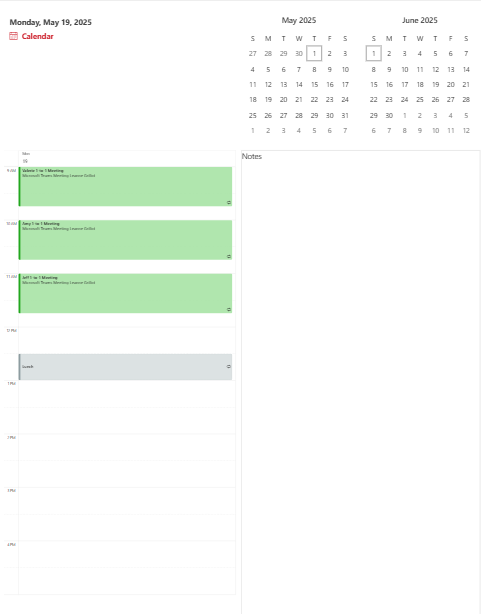 Monday, May 19, 2025
Calendar
May 2025
S M T W T F S
27 28 29 30 1 2 3
4 5 6 7 8 9 10
11 12 13 14 15 16 17
18 19 20 21 22 23 24
25 26 27 28 29 30 31
1 2 3 4 5 6 7
June 2025
S M T W T F S
1 2 3 4 5 6 7
8 9 10 11 12 13 14
15 16 17 18 19 20 21
22 23 24 25 26 27 28
29 30 1 2 3 4 5
6 7 8 9 10 11 12
Mon
19
Notes
9 AM
1 to 1 Meeting
Microsoft Teams Meeting
10 AM
Amy 1 to 1 Meeting
Microsoft Teams Meeting
11 AM
Jeff 1 to 1 Meeting
Microsoft Teams Meeting
12 PM
Lunch
1 PM
2 PM
3 PM
4 PM